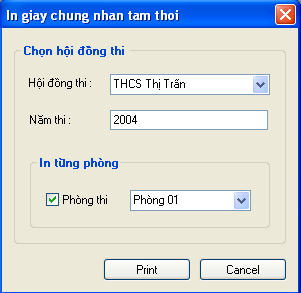 In giay chung nhan tam thoi
Chọn hội đồng thi
Hội đồng thi : THCS Thị Trấn
Năm thi : 2004
In từng phòng
Phòng thi Phòng 01
Print Cancel